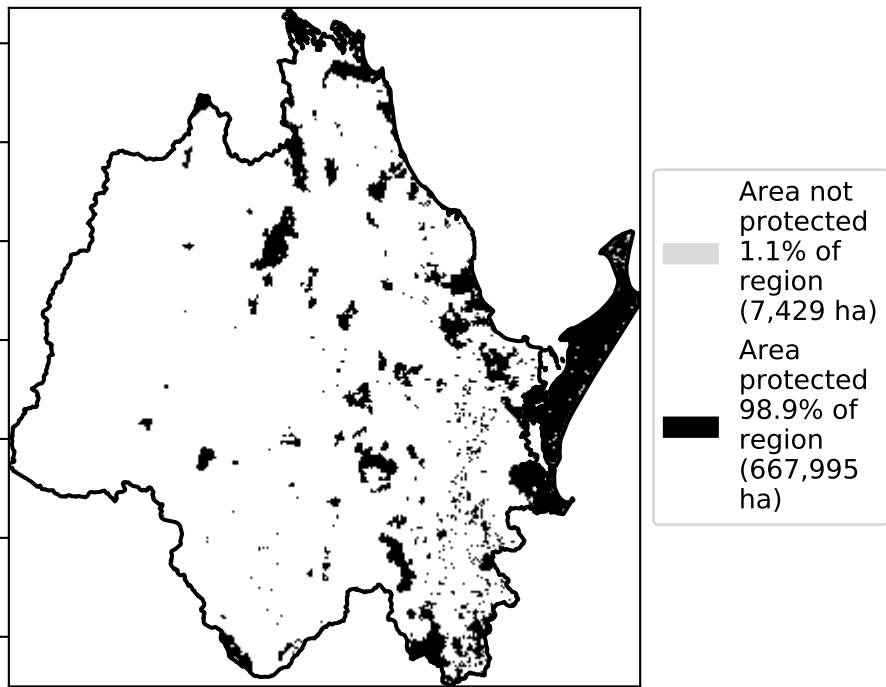 Area not
protected
1.1% of
region
(7,429 ha)
Area
protected
98.9% of
region
(667,995
ha)